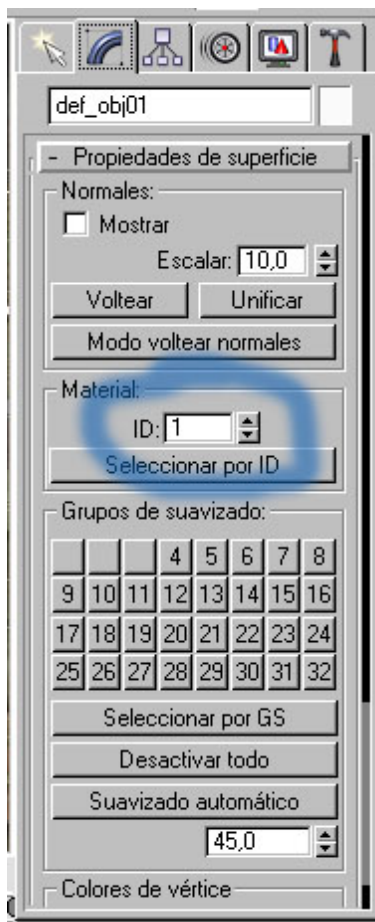 def_obj01
- Propiedades de superficie
Normales:
Mostrar
Escalar: 10,0
Voltear Unificar
Modo voltear normales
Material:
ID: 1
Seleccionar por ID
Grupos de suavizado:
4 5 6 7 8
9 10 11 12 13 14 15 16
17 18 19 20 21 22 23 24
25 26 27 28 29 30 31 32
Seleccionar por GS
Desactivar todo
Suavizado automático
45,0
Colores de vértice